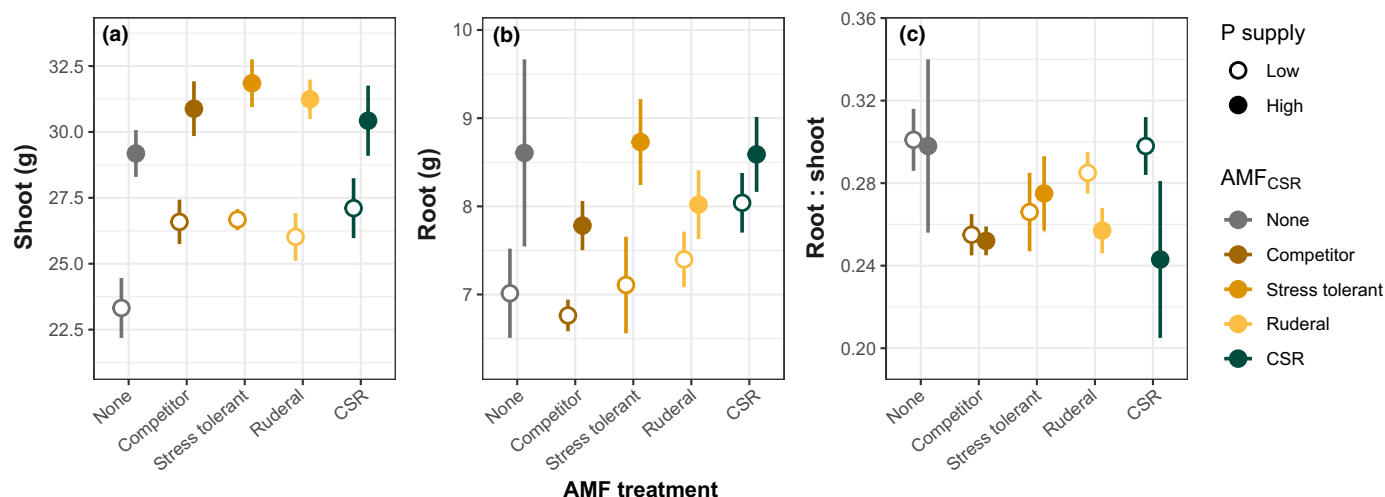 (a)
Shoot (g)
32.5
30.0
27.5
25.0
22.5
None
Competitor
Stress tolerant
Ruderal
CSR
(b)
Root (g)
10
9
8
7
None
Competitor
Stress tolerant
Ruderal
CSR
AMF treatment
(c)
Root : shoot
0.36
0.32
0.28
0.24
0.20
None
Competitor
Stress tolerant
Ruderal
CSR
P supply
Low
High
AMFCSR
None
Competitor
Stress tolerant
Ruderal
CSR